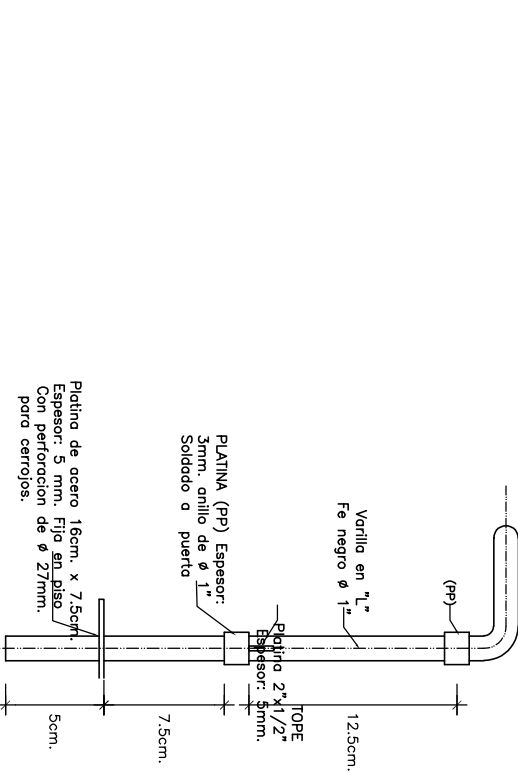 (PP)
Varilla en "L"
Fe negro ø 1"
12.5cm.
TOPE
Platina 2"x1/2"
Espesor: 5mm.
PLATINA (PP) Espesor:
3mm. anillo de ø 1"
Soldado a puerta
7.5cm.
Platina de acero 16cm. x 7.5cm.
Espesor: 5 mm. Fija en piso
Con perforacion de ø 27mm.
para cerrojos.
5cm.